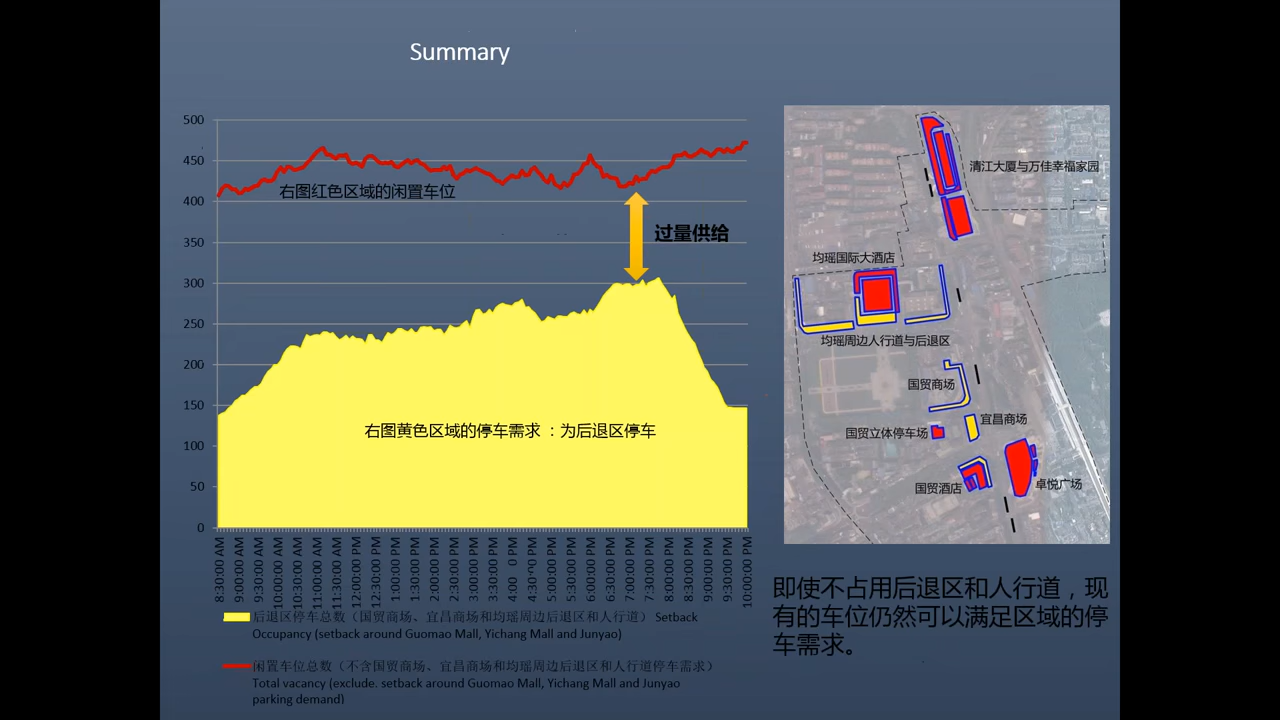 Summary
500
450
400
350
300
250
200
150
100
50
0
右图红色区域的闲置车位
过量供给
右图黄色区域的停车需求 ：为后退区停车
8:30:00 AM
9:00:00 AM
9:30:00 AM
10:00:00 AM
10:30:00 AM
11:00:00 AM
11:30:00 AM
12:00:00 PM
12:30:00 PM
1:00:00 PM
1:30:00 PM
2:00:00 PM
2:30:00 PM
3:00:00 PM
3:30:00 PM
4:00 0 PM
4:30:00 PM
5:00:00 PM
5:30:00 PM
6:00:00 PM
6:30:00 PM
7:00:00 PM
7:30:00 PM
8:00:00 PM
8:30:00 PM
9:00:00 PM
9:30:00 PM
10:00:00 PM
后退区停车总数（国贸商场、宜昌商场和均瑶周边后退区和人行道） Setback
Occupancy (setback around Guomao Mall, Yichang Mall and Junyao)
闲置车位总数（不含国贸商场、宜昌商场和均瑶周边后退区和人行道停车需求）
Total vacancy (exclude. setback around Guomao Mall, Yichang Mall and Junyao
parking demand)
清江大厦与万佳幸福家园
均瑶国际大酒店
均瑶周边人行道与后退区
国贸商场
宜昌商场
国贸立体停车场
国贸酒店
卓悦广场
即使不占用后退区和人行道，现
有的车位仍然可以满足区域的停
车需求。